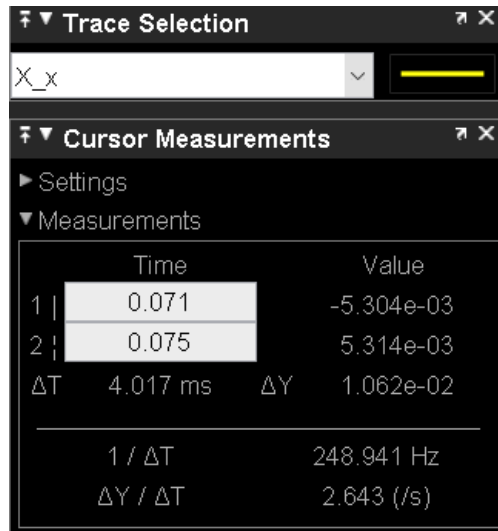 Trace Selection
X_x
Cursor Measurements
Settings
Measurements
Time Value
1 | 0.071 -5.304e-03
2 ¦ 0.075 5.314e-03
ΔT 4.017 ms ΔY 1.062e-02
1 / ΔT 248.941 Hz
ΔY / ΔT 2.643 (/s)